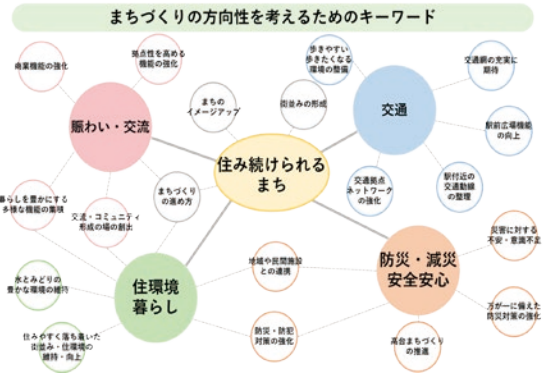 まちづくりの方向性を考えるためのキーワード
商業機能の強化
拠点性を高める
機能の強化
賑わい・交流
暮らしを豊かにする
多様な機能の集積
交流・コミュニティ
形成の場の創出
まちの
イメージアップ
街並みの形成
まちづくり
の進め方
住み続けられる
まち
歩きやすい
歩きたくなる
環境の整備
交通網の充実に
期待
交通
駅前広場機能
の向上
交通拠点
ネットワーク
の強化
駅付近の
交通動線
の整理
住環境
暮らし
水とみどりの
豊かな環境の維持
住みやすく落ち着いた
街並み・住環境の
維持・向上
地域や民間施設
との連携
防災・防犯
対策の強化
防災・減災
安全安心
災害に対する
不安・意識不足
万が一に備えた
防災対策の強化
高台まちづくり
の推進